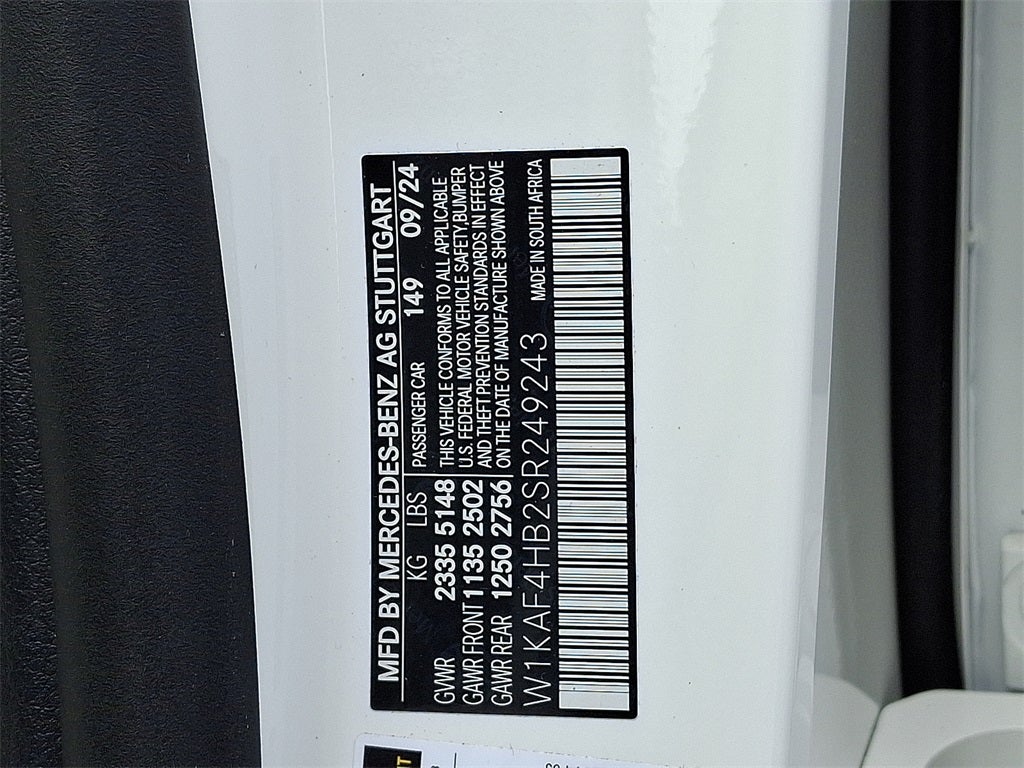 MFD BY MERCEDES-BENZ AG STUTTGART
KG LBS PASSENGER CAR 149 09/24
GVWR 2335 5148 THIS VEHICLE CONFORMS TO ALL APPLICABLE
GAWR FRONT 1135 2502 U.S. FEDERAL MOTOR VEHICLE SAFETY, BUMPER
AND THEFT PREVENTION STANDARDS IN EFFECT
GAWR REAR 1250 2756 ON THE DATE OF MANUFACTURE SHOWN ABOVE
W1KAF4HB2SR249243 MADE IN SOUTH AFRICA